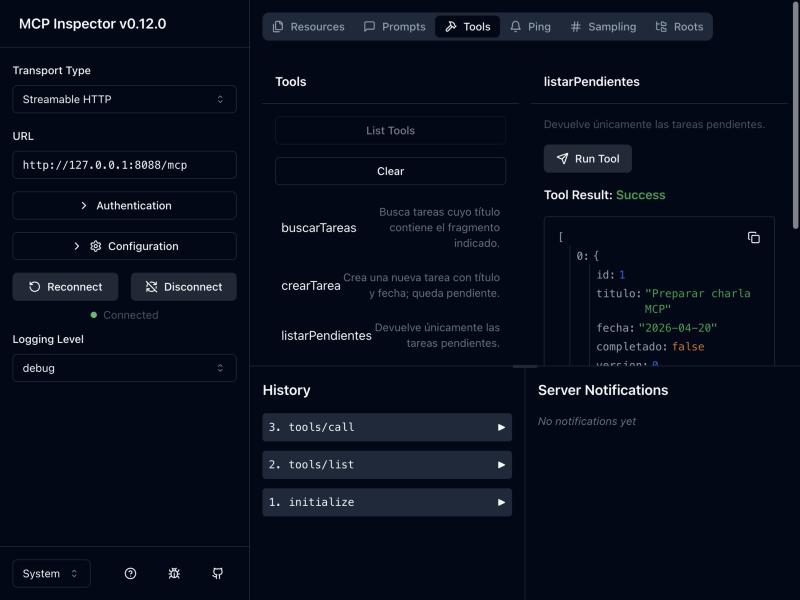 MCP Inspector v0.12.0
Transport Type
Streamable HTTP
URL
http://127.0.0.1:8088/mcp
Authentication
Configuration
Reconnect
Disconnect
Connected
Logging Level
debug
System
Resources
Prompts
Tools
Ping
Sampling
Roots
Tools
List Tools
Clear
buscarTareas
Busca tareas cuyo título
contiene el fragmento
indicado.
crearTarea
Crea una nueva tarea con título
y fecha; queda pendiente.
listarPendientes
Devuelve únicamente las
tareas pendientes.
listarPendientes
Devuelve únicamente las tareas pendientes.
Run Tool
Tool Result: Success
[
0: {
id: 1
titulo: "Preparar charla
MCP"
fecha: "2026-04-20"
completado: false
version: 0
History
3. tools/call
2. tools/list
1. initialize
Server Notifications
No notifications yet